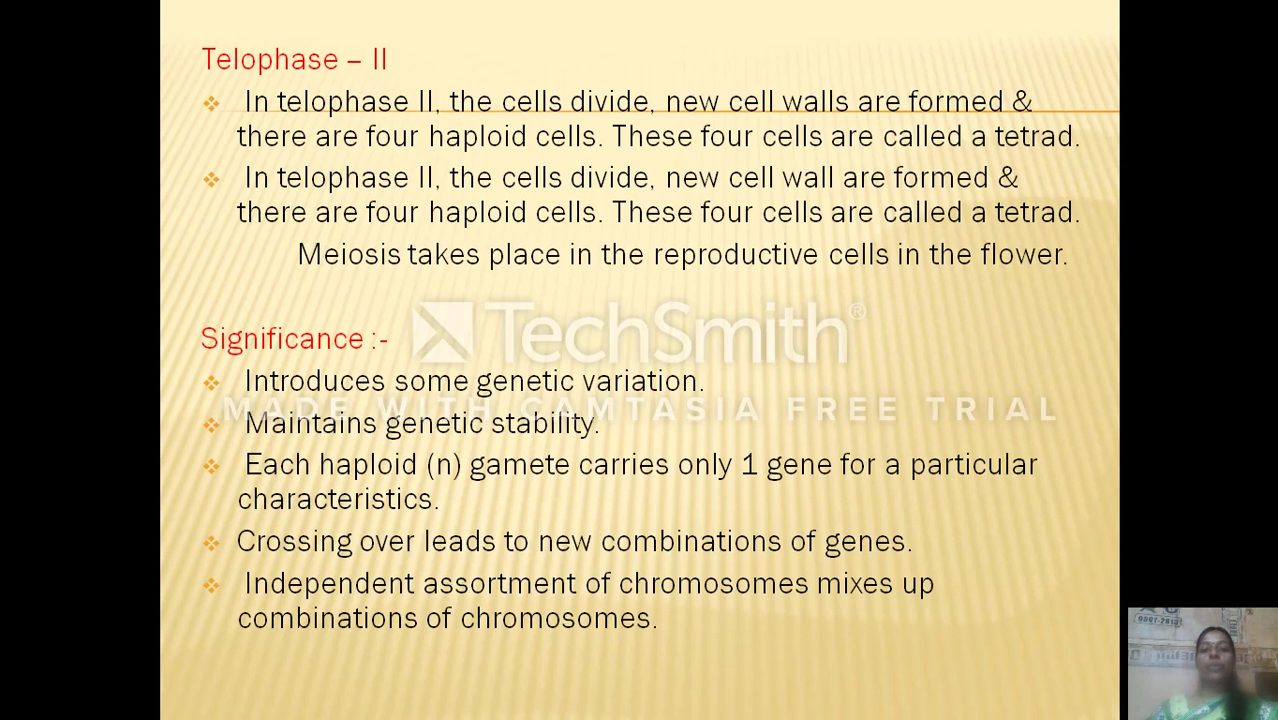 Telophase – II
❖ In telophase II, the cells divide, new cell walls are formed &
there are four haploid cells. These four cells are called a tetrad.
❖ In telophase II, the cells divide, new cell wall are formed &
there are four haploid cells. These four cells are called a tetrad.
Meiosis takes place in the reproductive cells in the flower.
TechSmith®
Significance :-
❖ Introduces some genetic variation.
MADE WITH CAMTASIA FREE TRIAL
❖ Maintains genetic stability.
❖ Each haploid (n) gamete carries only 1 gene for a particular
characteristics.
❖ Crossing over leads to new combinations of genes.
❖ Independent assortment of chromosomes mixes up
combinations of chromosomes.